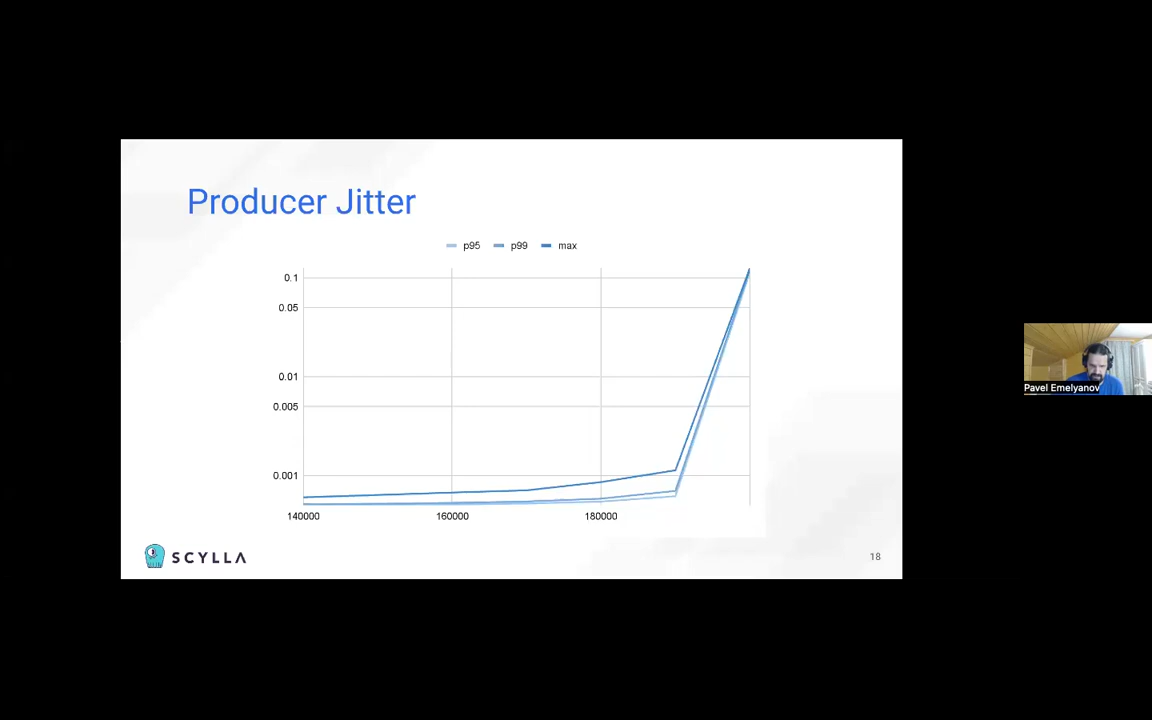 Producer Jitter
p95 p99 max
0.1
0.05
0.01
0.005
0.001
140000 160000 180000
SCYLLA
18
Pavel Emelyanov